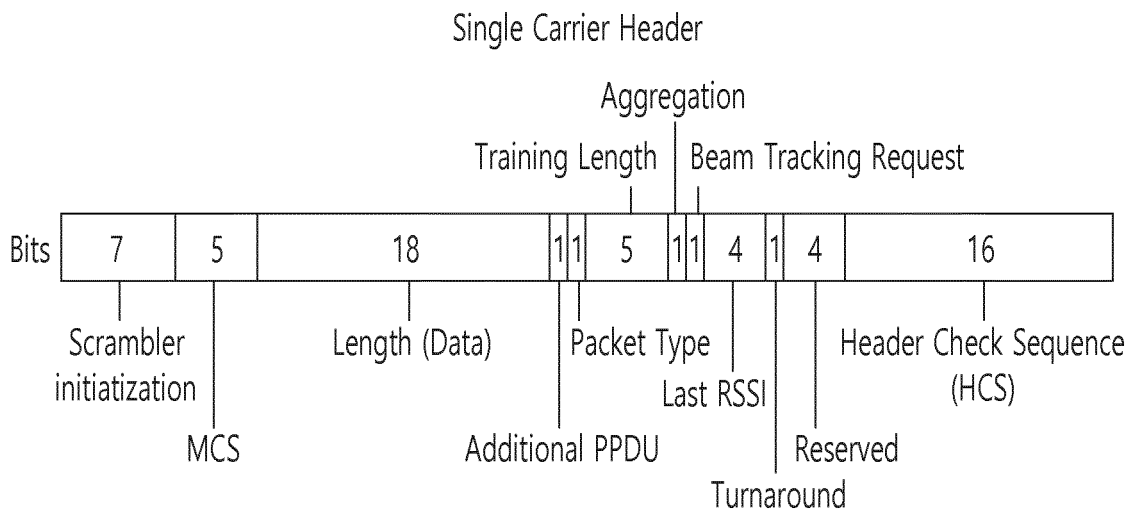 Single Carrier Header
Aggregation
Training Length Beam Tracking Request
Bits 7 5 18 1 1 5 1 1 4 1 4 16
Scrambler
initiatization
Length (Data)
Packet Type
Header Check Sequence
(HCS)
Last RSSI
MCS
Additional PPDU
Reserved
Turnaround